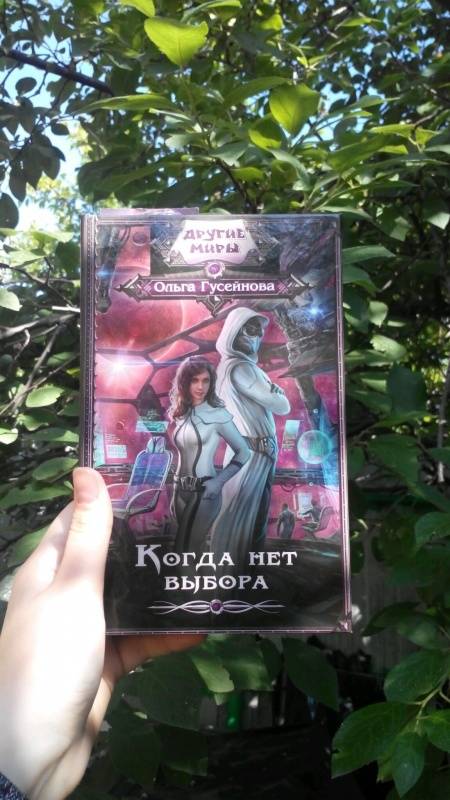 ДРУГИЕ
МИРЫ
Ольга Гусейнова
Когда нет
выбора